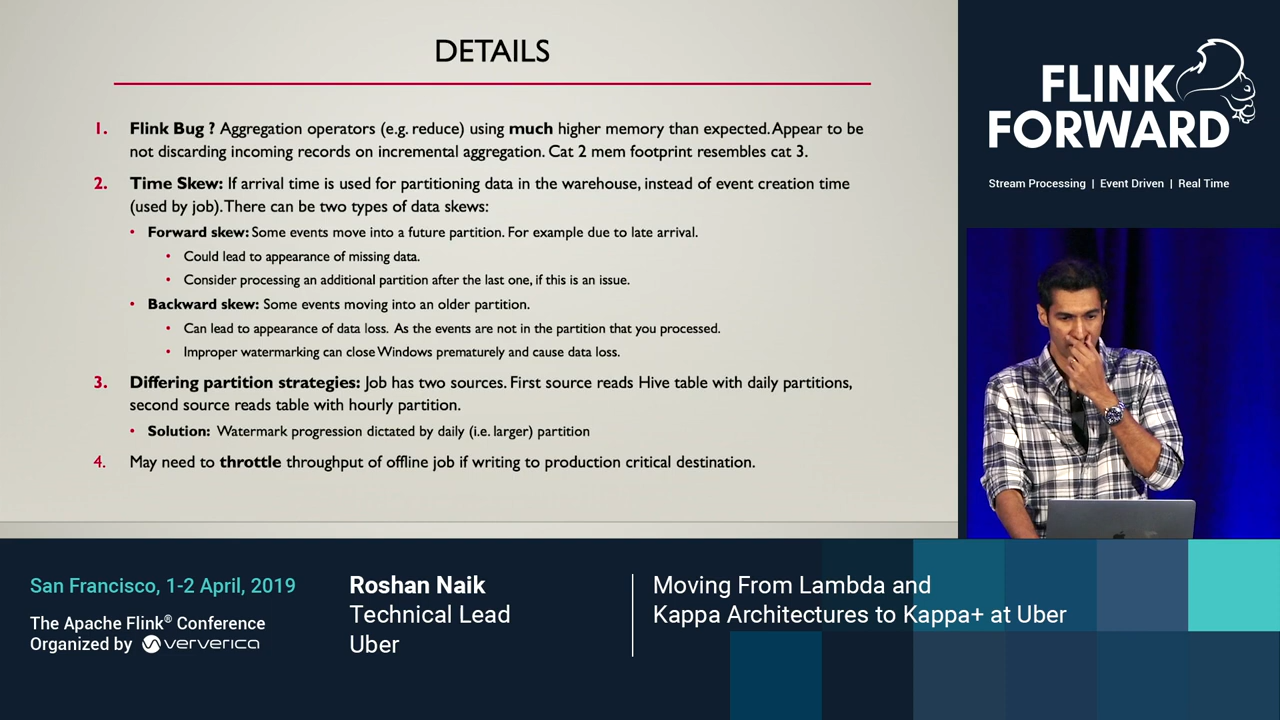 DETAILS
1. Flink Bug ? Aggregation operators (e.g. reduce) using much higher memory than expected. Appear to be
not discarding incoming records on incremental aggregation. Cat 2 mem footprint resembles cat 3.
2. Time Skew: If arrival time is used for partitioning data in the warehouse, instead of event creation time
(used by job). There can be two types of data skews:
• Forward skew: Some events move into a future partition. For example due to late arrival.
• Could lead to appearance of missing data.
• Consider processing an additional partition after the last one, if this is an issue.
• Backward skew: Some events moving into an older partition.
• Can lead to appearance of data loss. As the events are not in the partition that you processed.
• Improper watermarking can close Windows prematurely and cause data loss.
3. Differing partition strategies: Job has two sources. First source reads Hive table with daily partitions,
second source reads table with hourly partition.
• Solution: Watermark progression dictated by daily (i.e. larger) partition
4. May need to throttle throughput of offline job if writing to production critical destination.
FLINK
FORWARD
Stream Processing | Event Driven | Real Time
San Francisco, 1-2 April, 2019
The Apache Flink® Conference
Organized by ververica
Roshan Naik
Technical Lead
Uber
Moving From Lambda and
Kappa Architectures to Kappa+ at Uber